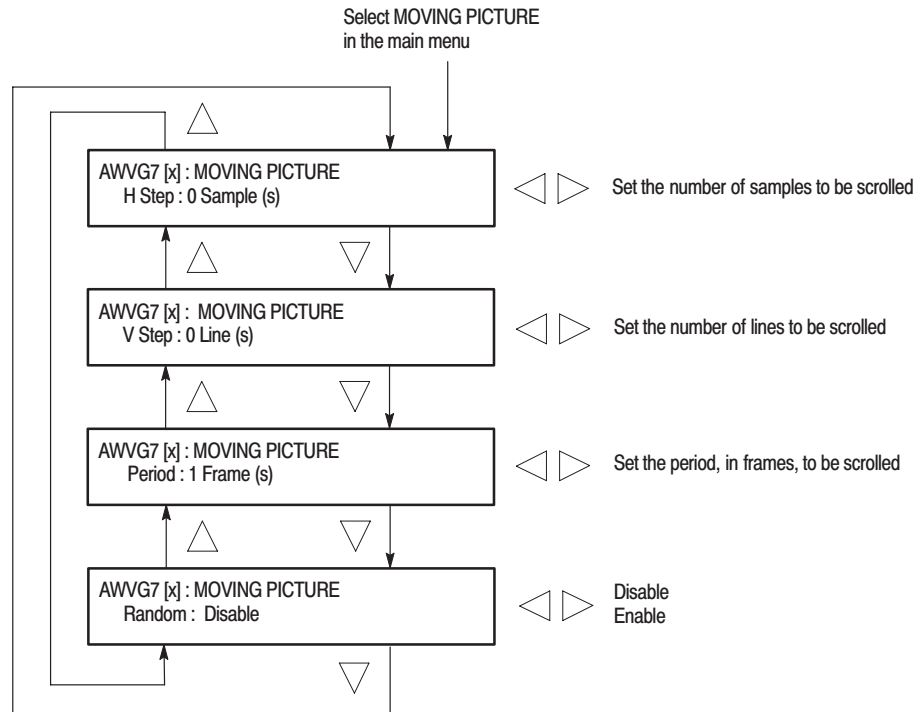 Select MOVING PICTURE
in the main menu
AWVG7 [x] : MOVING PICTURE
H Step : 0 Sample (s)
Set the number of samples to be scrolled
AWVG7 [x] : MOVING PICTURE
V Step : 0 Line (s)
Set the number of lines to be scrolled
AWVG7 [x] : MOVING PICTURE
Period : 1 Frame (s)
Set the period, in frames, to be scrolled
AWVG7 [x] : MOVING PICTURE
Random : Disable
Disable
Enable